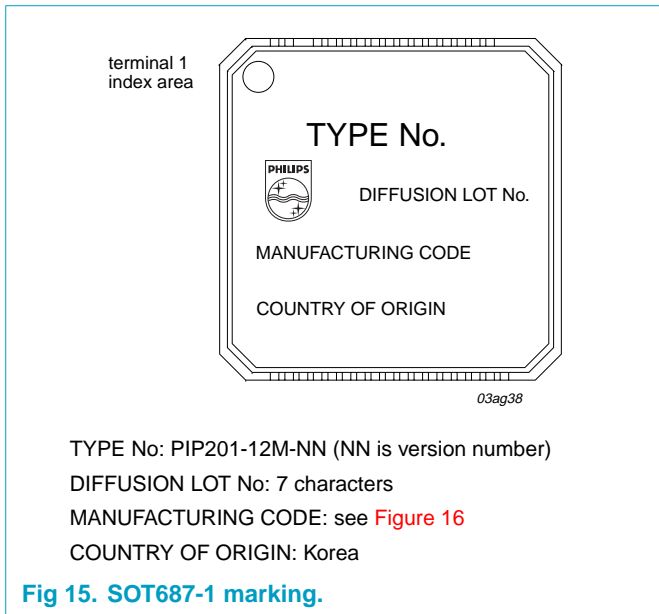 terminal 1
index area
TYPE No.
PHILIPS
DIFFUSION LOT No.
MANUFACTURING CODE
COUNTRY OF ORIGIN
03ag38
TYPE No: PIP201-12M-NN (NN is version number)
DIFFUSION LOT No: 7 characters
MANUFACTURING CODE: see Figure 16
COUNTRY OF ORIGIN: Korea
Fig 15. SOT687-1 marking.